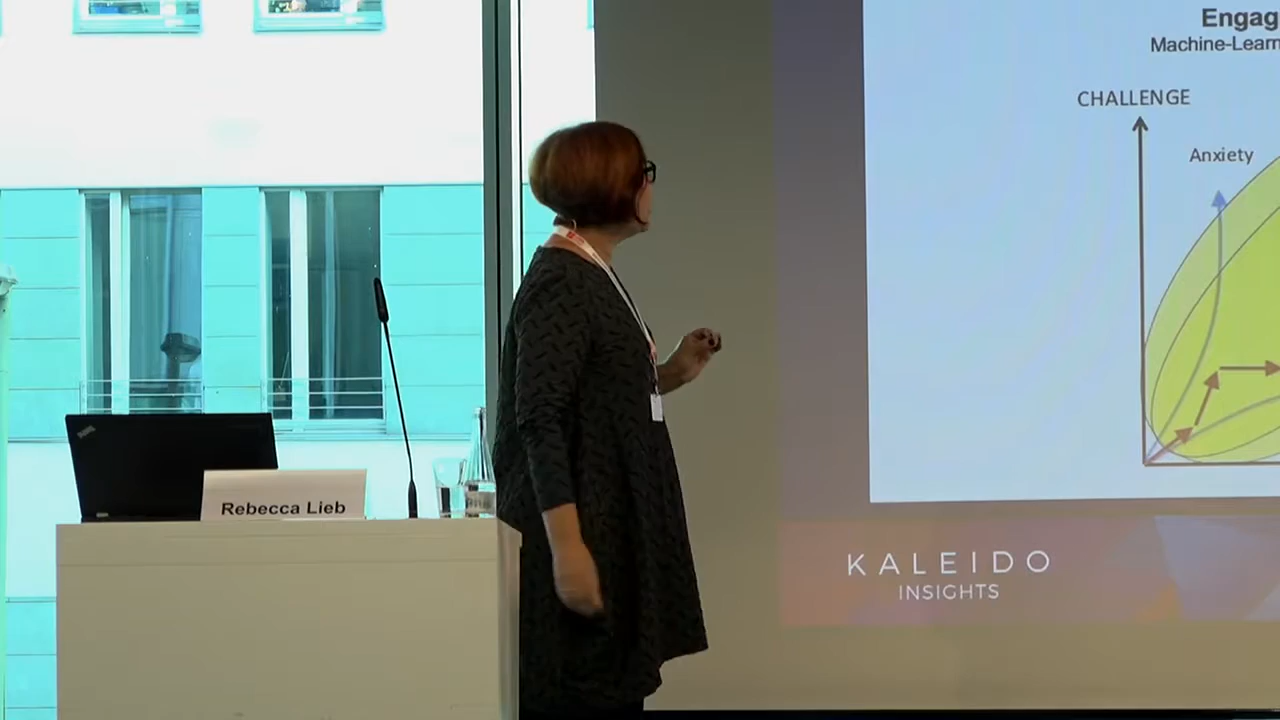 Engag
Machine-Learn
CHALLENGE
Anxiety
Rebecca Lieb
KALEIDO
INSIGHTS